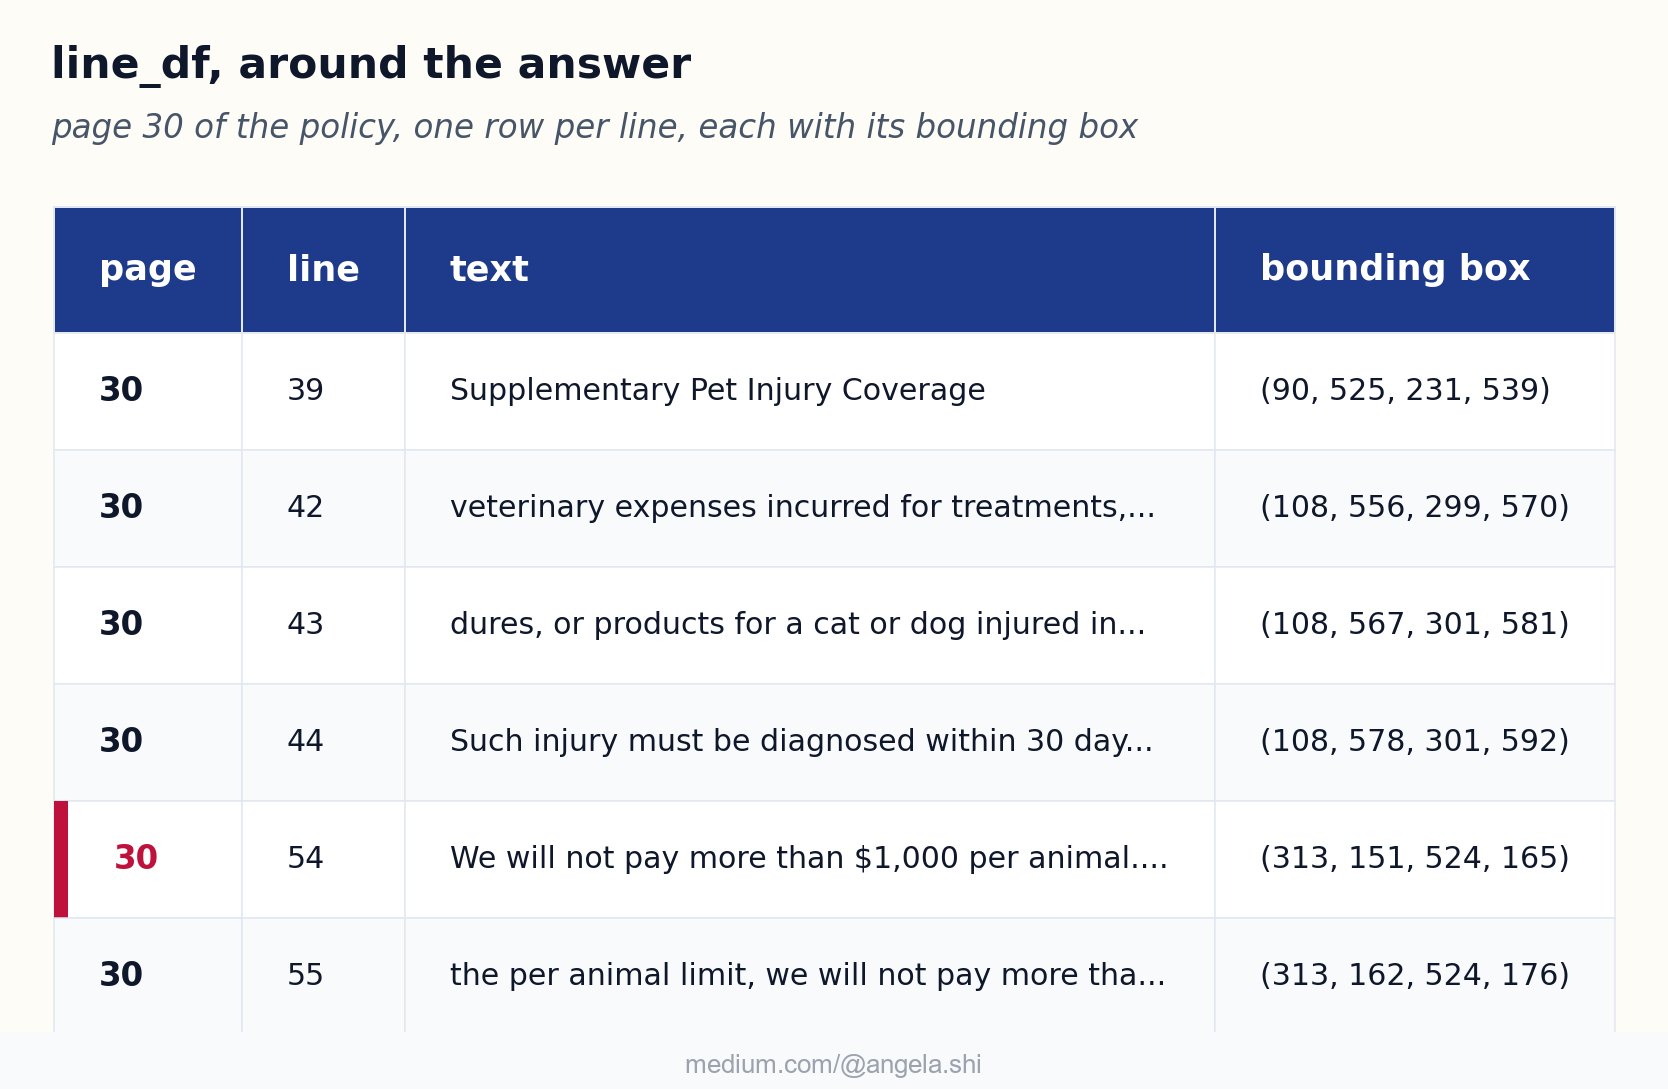 line_df, around the answer
page 30 of the policy, one row per line, each with its bounding box
page line text bounding box
30 39 Supplementary Pet Injury Coverage (90, 525, 231, 539)
30 42 veterinary expenses incurred for treatments,... (108, 556, 299, 570)
30 43 dures, or products for a cat or dog injured in... (108, 567, 301, 581)
30 44 Such injury must be diagnosed within 30 day... (108, 578, 301, 592)
30 54 We will not pay more than $1,000 per animal.... (313, 151, 524, 165)
30 55 the per animal limit, we will not pay more tha... (313, 162, 524, 176)
medium.com/@angela.shi